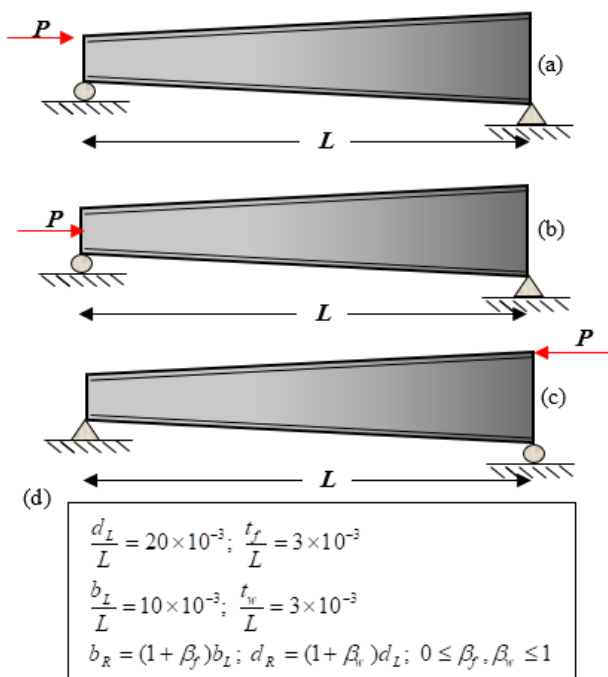 P
(a)
L
P
(b)
L
P
(c)
L
(d)
d_L/L = 20×10⁻³; t_f/L = 3×10⁻³
b_L/L = 10×10⁻³; t_w/L = 3×10⁻³
b_R = (1+β_f)b_L; d_R = (1+β_w)d_L; 0 ≤ β_f, β_w ≤ 1